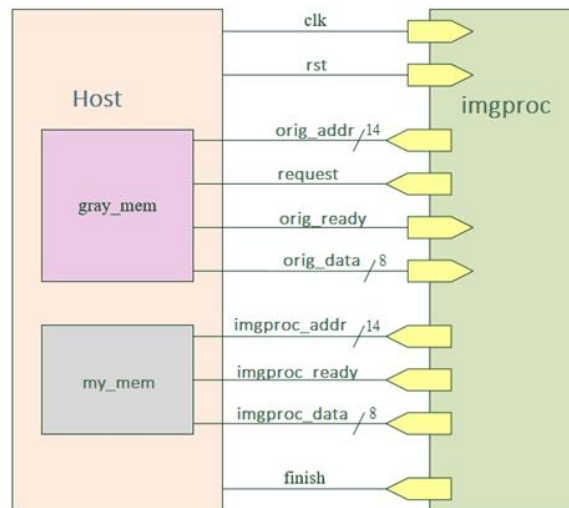 clk
rst
Host
imgproc
orig_addr 14
request
gray_mem
orig_ready
orig_data 8
imgproc_addr 14
my_mem
imgproc_ready
imgproc_data 8
finish